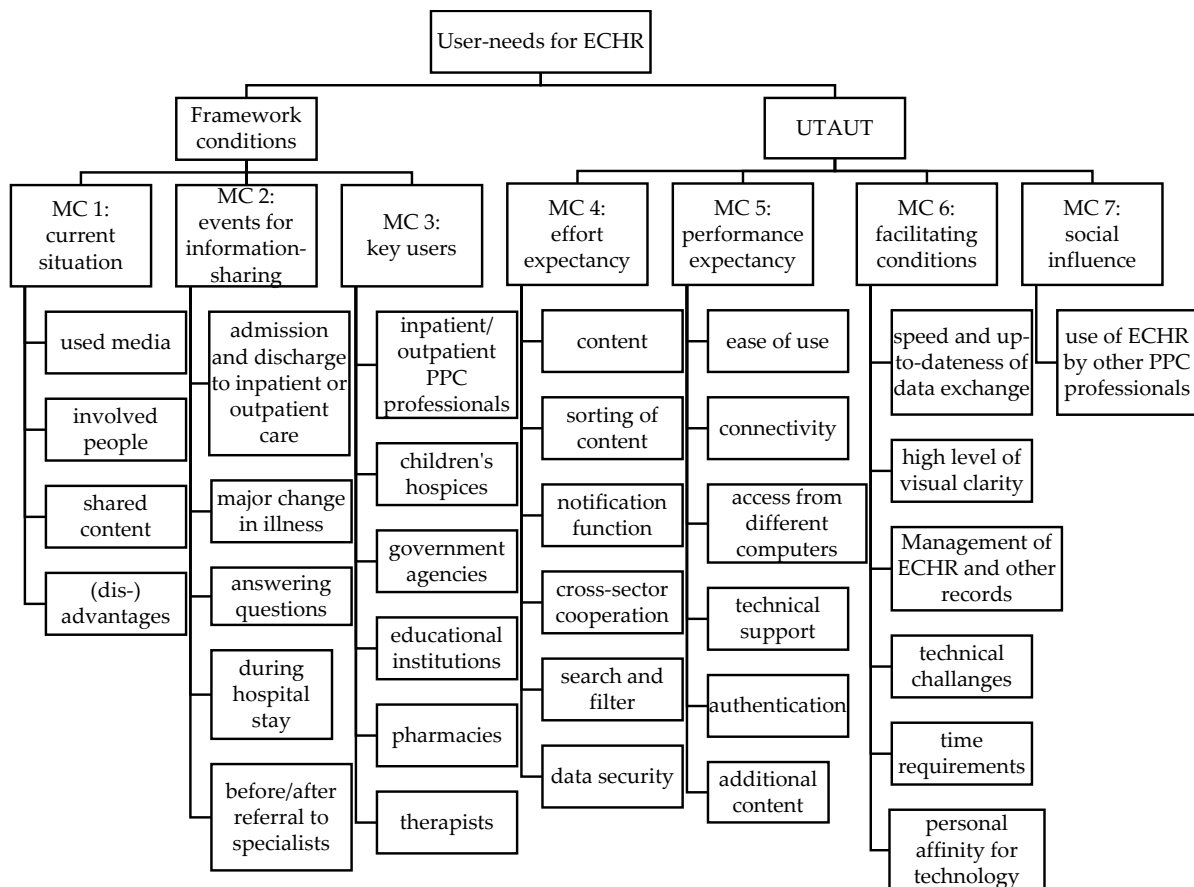 User-needs for ECHR
Framework
conditions
UTAUT
MC 1:
current
situation
MC 2:
events for
information-
sharing
MC 3:
key users
MC 4:
effort
expectancy
MC 5:
performance
expectancy
MC 6:
facilitating
conditions
MC 7:
social
influence
used media
involved
people
shared
content
(dis-)
advantages
admission
and discharge
to inpatient or
outpatient
care
major change
in illness
answering
questions
during
hospital
stay
before/after
referral to
specialists
inpatient/
outpatient
PPC
professionals
children's
hospices
government
agencies
educational
institutions
pharmacies
therapists
content
sorting of
content
notification
function
cross-sector
cooperation
search and
filter
data security
ease of use
connectivity
access from
different
computers
technical
support
authentication
additional
content
speed and up-
to-dateness of
data exchange
high level of
visual clarity
Management of
ECHR and other
records
technical
challanges
time
requirements
personal
affinity for
technology
use of ECHR
by other PPC
professionals